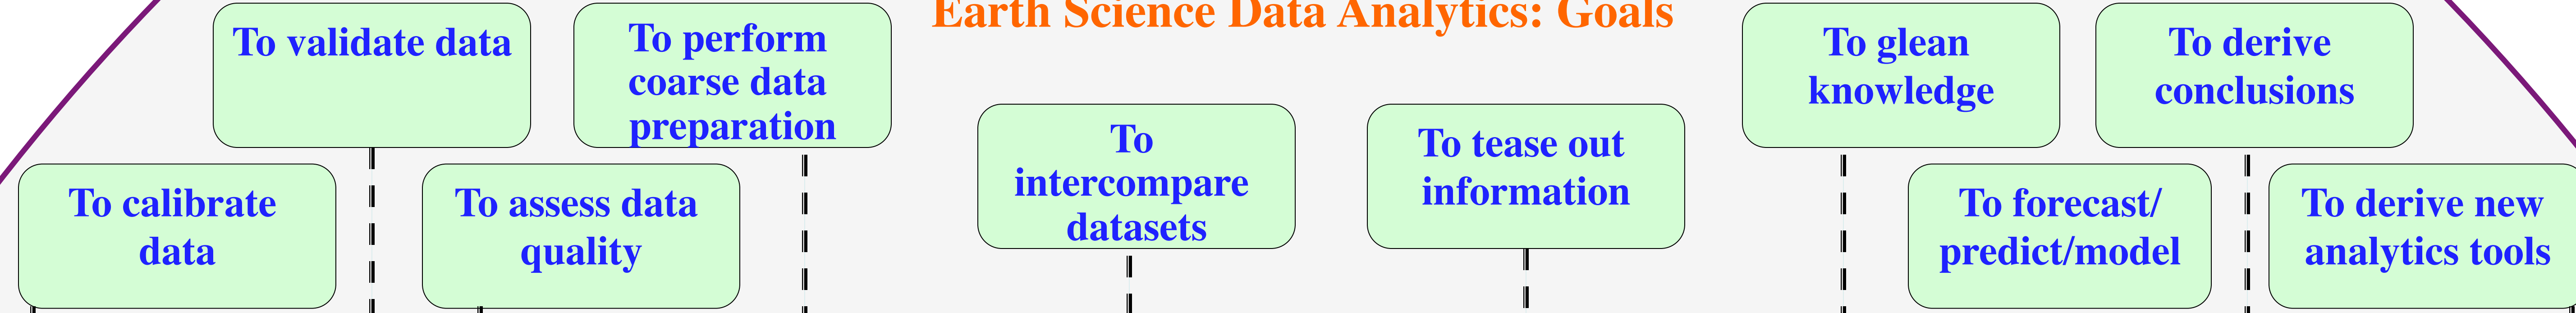 Earth Science Data Analytics: Goals
To validate data
To perform
coarse data
preparation
To glean
knowledge
To derive
conclusions
To calibrate
data
To assess data
quality
To
intercompare
datasets
To tease out
information
To forecast/
predict/model
To derive new
analytics tools